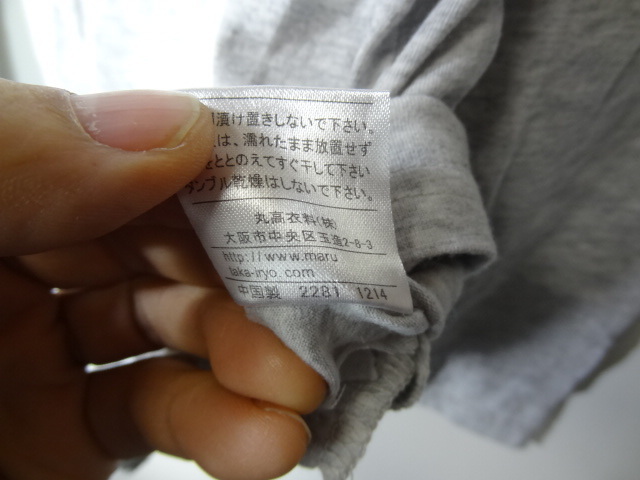 漬け置きしないで下さい。
は、濡れたまま放置せず
ととのえてすぐ干して下さい
タンブル乾燥はしないで下さい。
丸高衣料(株)
大阪市中央区玉造2-8-3
http://www.maru
taka-iryo.com
中国製 2281 1214